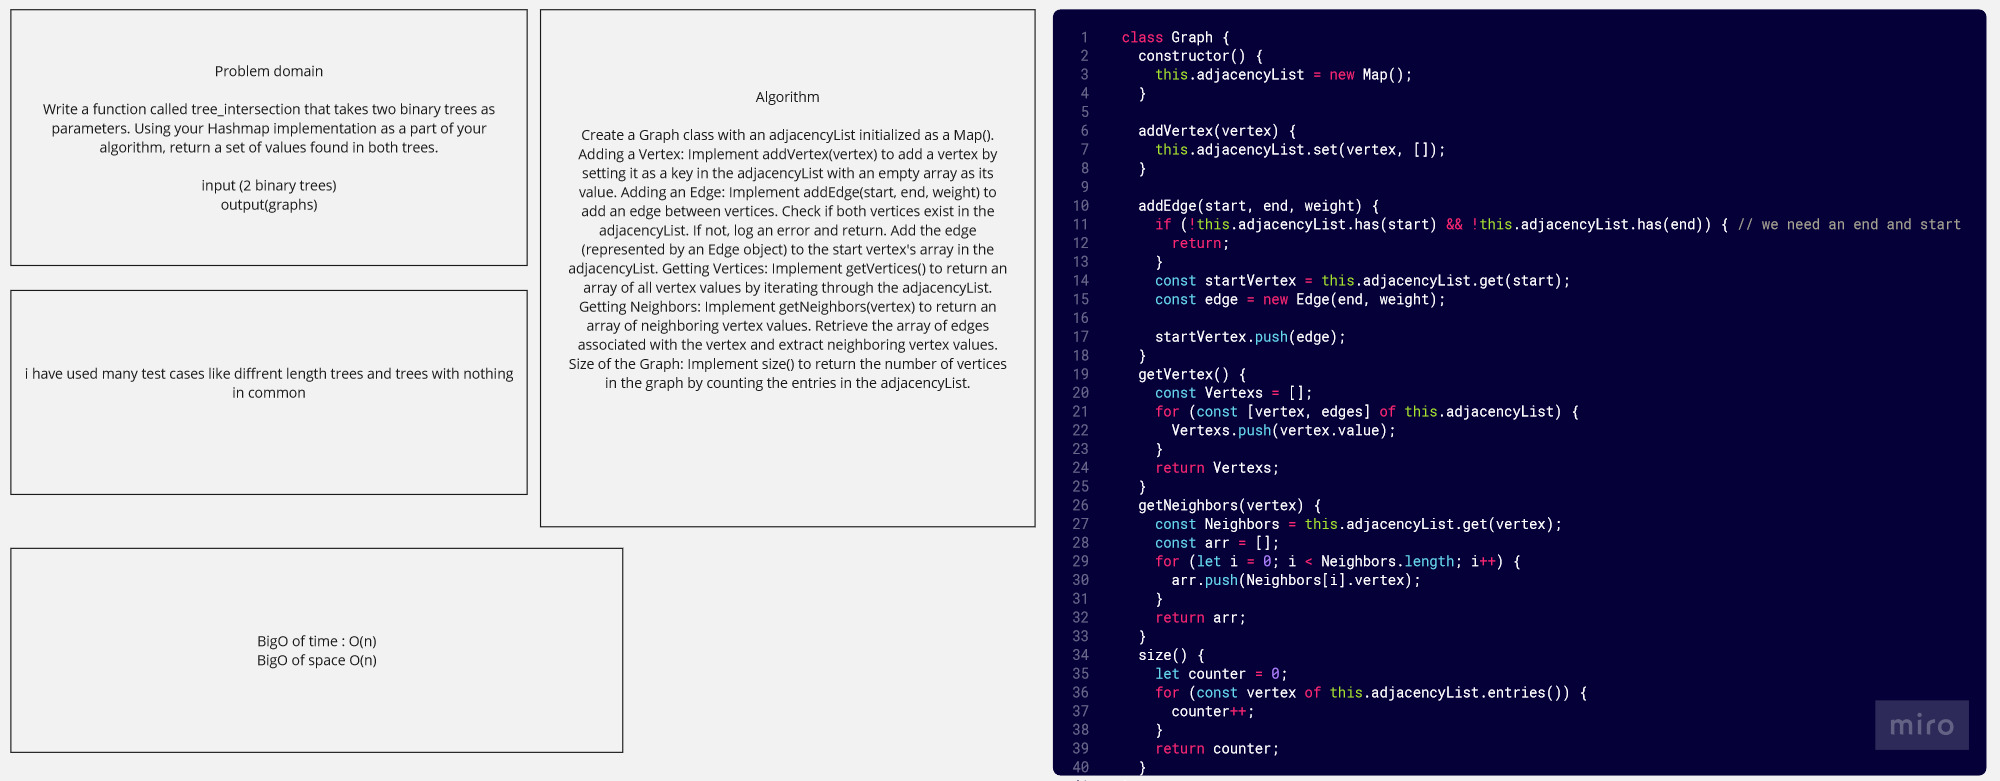 Problem domain
Write a function called tree_intersection that takes two binary trees as
parameters. Using your Hashmap implementation as a part of your
algorithm, return a set of values found in both trees.
input (2 binary trees)
output(graphs)
i have used many test cases like diffrent length trees and trees with nothing
in common
BigO of time : O(n)
BigO of space O(n)
Algorithm
Create a Graph class with an adjacencyList initialized as a Map().
Adding a Vertex: Implement addVertex(vertex) to add a vertex by
setting it as a key in the adjacencyList with an empty array as its
value. Adding an Edge: Implement addEdge(start, end, weight) to
add an edge between vertices. Check if both vertices exist in the
adjacencyList. If not, log an error and return. Add the edge
(represented by an Edge object) to the start vertex's array in the
adjacencyList. Getting Vertices: Implement getVertices() to return an
array of all vertex values by iterating through the adjacencyList.
Getting Neighbors: Implement getNeighbors(vertex) to return an
array of neighboring vertex values. Retrieve the array of edges
associated with the vertex and extract neighboring vertex values.
Size of the Graph: Implement size() to return the number of vertices
in the graph by counting the entries in the adjacencyList.
1 class Graph {
2 constructor() {
3 this.adjacencyList = new Map();
4 }
5
6 addVertex(vertex) {
7 this.adjacencyList.set(vertex, []);
8 }
9
10 addEdge(start, end, weight) {
11 if (!this.adjacencyList.has(start) && !this.adjacencyList.has(end)) { // we need an end and start
12 return;
13 }
14 const startVertex = this.adjacencyList.get(start);
15 const edge = new Edge(end, weight);
16
17 startVertex.push(edge);
18 }
19 getVertex() {
20 const Vertexs = [];
21 for (const [vertex, edges] of this.adjacencyList) {
22 Vertexs.push(vertex.value);
23 }
24 return Vertexs;
25 }
26 getNeighbors(vertex) {
27 const Neighbors = this.adjacencyList.get(vertex);
28 const arr = [];
29 for (let i = 0; i < Neighbors.length; i++) {
30 arr.push(Neighbors[i].vertex);
31 }
32 return arr;
33 }
34 size() {
35 let counter = 0;
36 for (const vertex of this.adjacencyList.entries()) {
37 counter++;
38 }
39 return counter;
40 }
miro